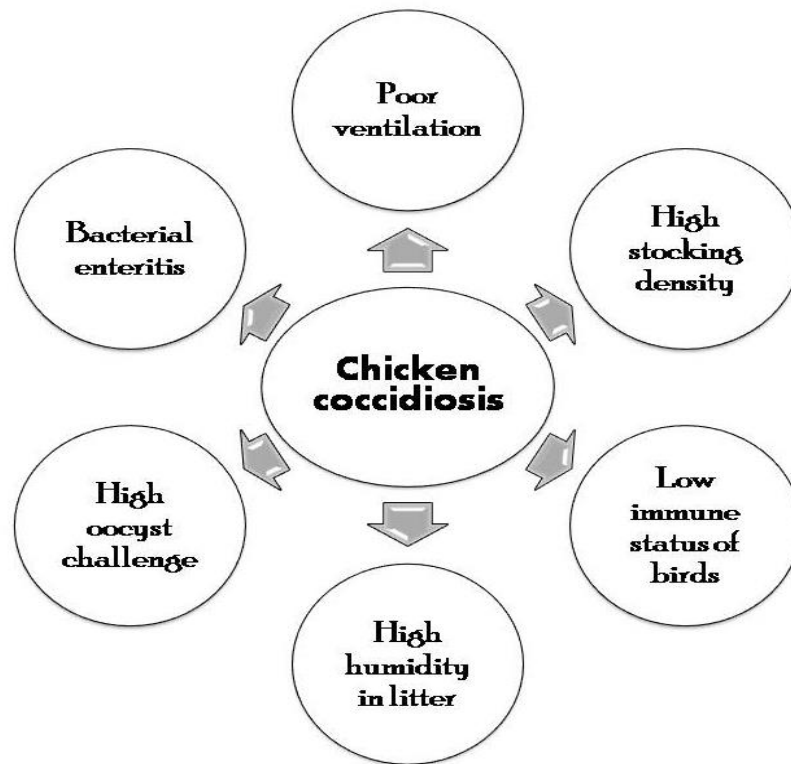 Poor
ventilation
Bacterial
enteritis
High
stocking
density
Chicken
coccidiosis
High
oocyst
challenge
Low
immune
status of
birds
High
humidity
in litter